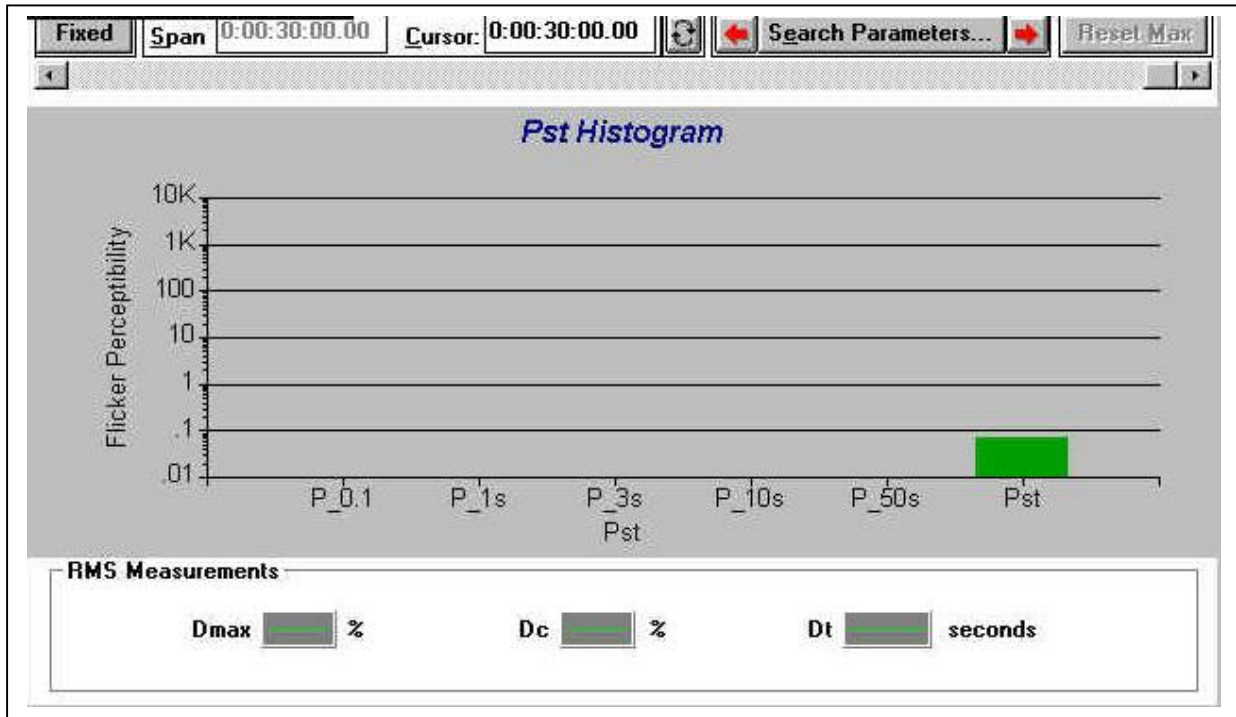 Fixed Span 0:00:30:00.00 Cursor: 0:00:30:00.00 Search Parameters... Reset Max
Pst Histogram
Flicker Perceptibility
10K
1K
100
10
1
.1
.01
P_0.1 P_1s P_3s P_10s P_50s Pst
Pst
RMS Measurements
Dmax % Dc % Dt seconds